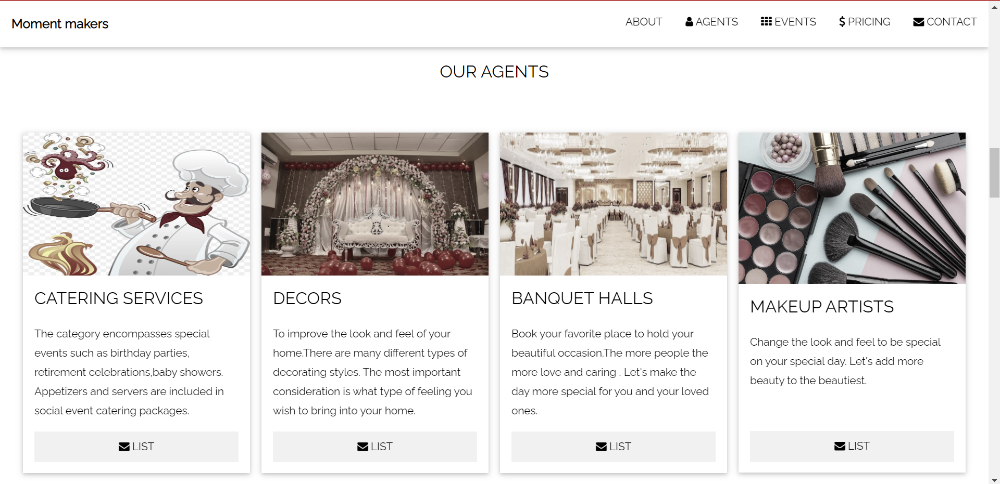 Moment makers
ABOUT
AGENTS
EVENTS
$ PRICING
CONTACT
OUR AGENTS
CATERING SERVICES
The category encompasses special
events such as birthday parties,
retirement celebrations,baby showers.
Appetizers and servers are included in
social event catering packages.
LIST
DECORS
To improve the look and feel of your
home.There are many different types of
decorating styles. The most important
consideration is what type of feeling you
wish to bring into your home.
LIST
BANQUET HALLS
Book your favorite place to hold your
beautiful occasion.The more people the
more love and caring . Let's make the
day more special for you and your loved
ones.
LIST
MAKEUP ARTISTS
Change the look and feel to be special
on your special day. Let's add more
beauty to the beautiest.
LIST